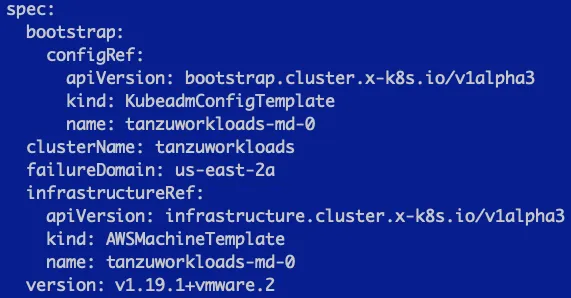 spec:
  bootstrap:
    configRef:
      apiVersion: bootstrap.cluster.x-k8s.io/v1alpha3
      kind: KubeadmConfigTemplate
      name: tanzuworkloads-md-0
  clusterName: tanzuworkloads
  failureDomain: us-east-2a
  infrastructureRef:
    apiVersion: infrastructure.cluster.x-k8s.io/v1alpha3
    kind: AWSMachineTemplate
    name: tanzuworkloads-md-0
  version: v1.19.1+vmware.2